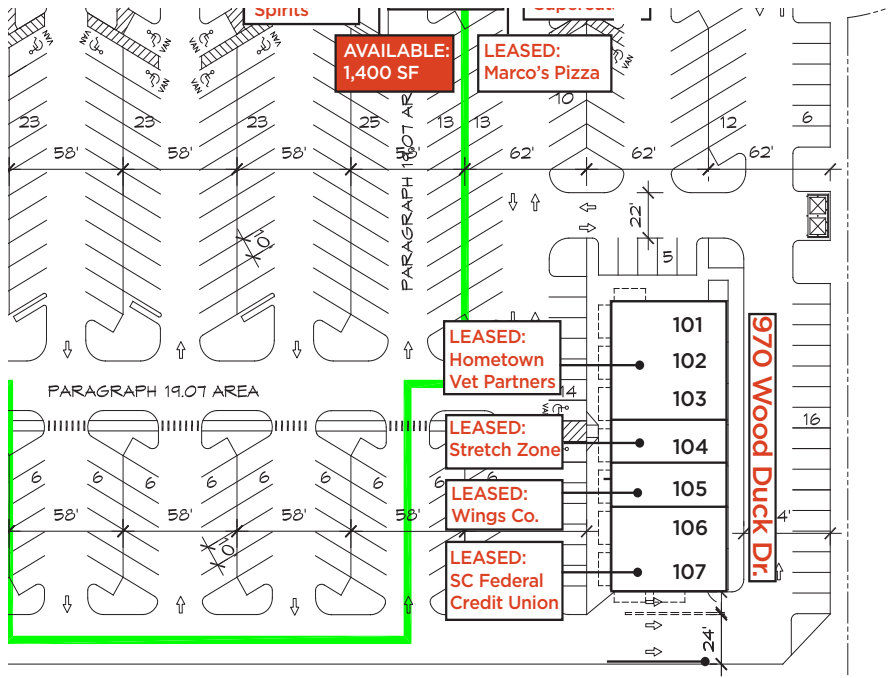 Spirits
VAN
VAN
VAN
VAN
VAN
AVAILABLE:
1,400 SF
LEASED:
Marco's Pizza
10
23
23
23
25
13
13
12
6
58'
58'
58'
58'
62'
62'
62'
PARAGRAPH 19.07 AREA
22'
10'
5
LEASED:
Hometown
Vet Partners
101
102
103
970 Wood Duck Dr.
PARAGRAPH 19.07 AREA
14
LEASED:
Stretch Zone
104
16
6
6
6
6
6
6
6
LEASED:
Wings Co.
105
58'
58'
58'
58'
106
10'
LEASED:
SC Federal
Credit Union
107
24'